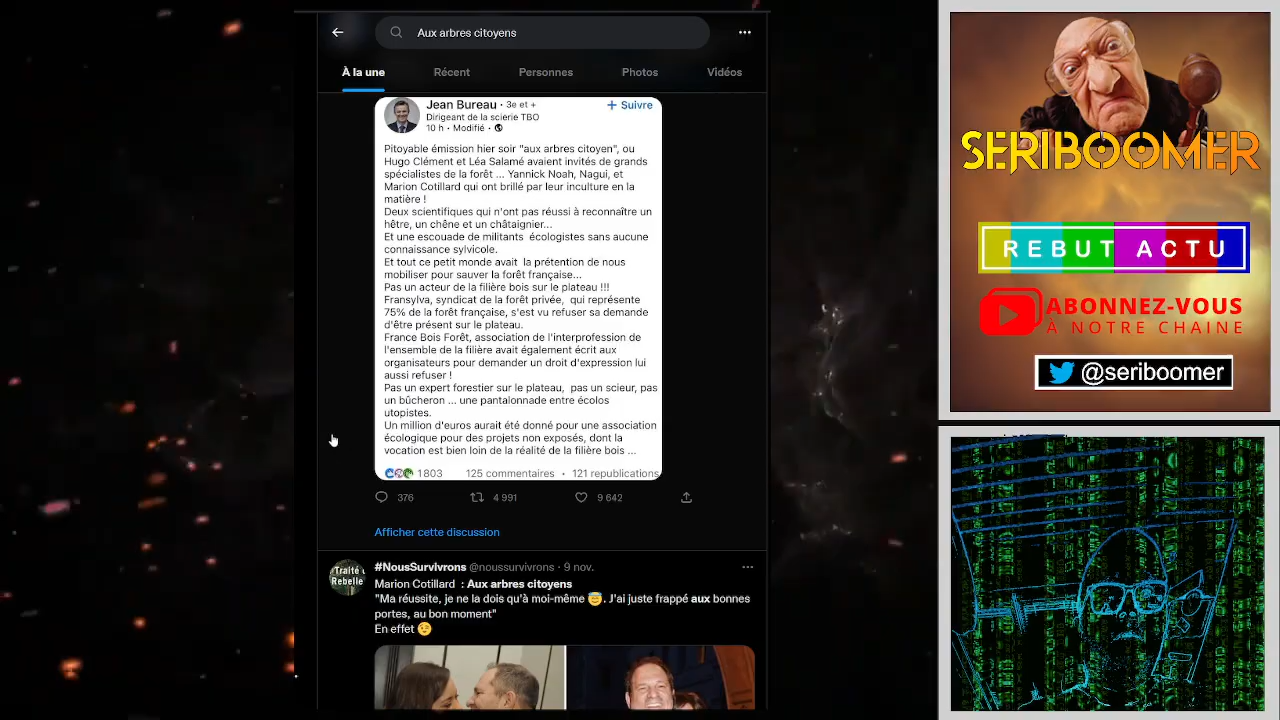 Aux arbres citoyens
À la une
Récent
Personnes
Photos
Vidéos
Jean Bureau · 3e et +
+ Suivre
Dirigeant de la scierie TBO
10 h · Modifié ·
Pitoyable émission hier soir "aux arbres citoyen", ou
Hugo Clément et Léa Salamé avaient invités de grands
spécialistes de la forêt ... Yannick Noah, Nagui, et
Marion Cotillard qui ont brillé par leur inculture en la
matière !
Deux scientifiques qui n'ont pas réussi à reconnaître un
hêtre, un chêne et un châtaignier...
Et une escouade de militants écologistes sans aucune
connaissance sylvicole.
Et tout ce petit monde avait la prétention de nous
mobiliser pour sauver la forêt française...
Pas un acteur de la filière bois sur le plateau !!!
Fransylva, syndicat de la forêt privée, qui représente
75% de la forêt française, s'est vu refuser sa demande
d'être présent sur le plateau.
France Bois Forêt, association de l'interprofession de
l'ensemble de la filière avait également écrit aux
organisateurs pour demander un droit d'expression lui
aussi refuser !
Pas un expert forestier sur le plateau, pas un scieur, pas
un bûcheron ... une pantalonnade entre écolos
utopistes.
Un million d'euros aurait été donné pour une association
écologique pour des projets non exposés, dont la
vocation est bien loin de la réalité de la filière bois ...
1 803
125 commentaires · 121 republications
376
4 991
9 642
Afficher cette discussion
Traité
Rebelle
#NousSurvivrons @noussurvivrons · 9 nov.
Marion Cotillard : Aux arbres citoyens
"Ma réussite, je ne la dois qu'à moi-même 😇. J'ai juste frappé aux bonnes
portes, au bon moment"
En effet 😉
SERIBOOMER
REBUT ACTU
ABONNEZ-VOUS
À NOTRE CHAINE
@seriboomer